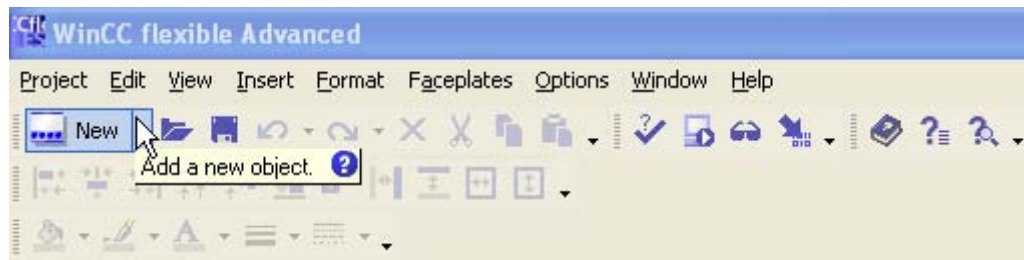 WinCC flexible Advanced
Project Edit View Insert Format Faceplates Options Window Help
New
Add a new object.